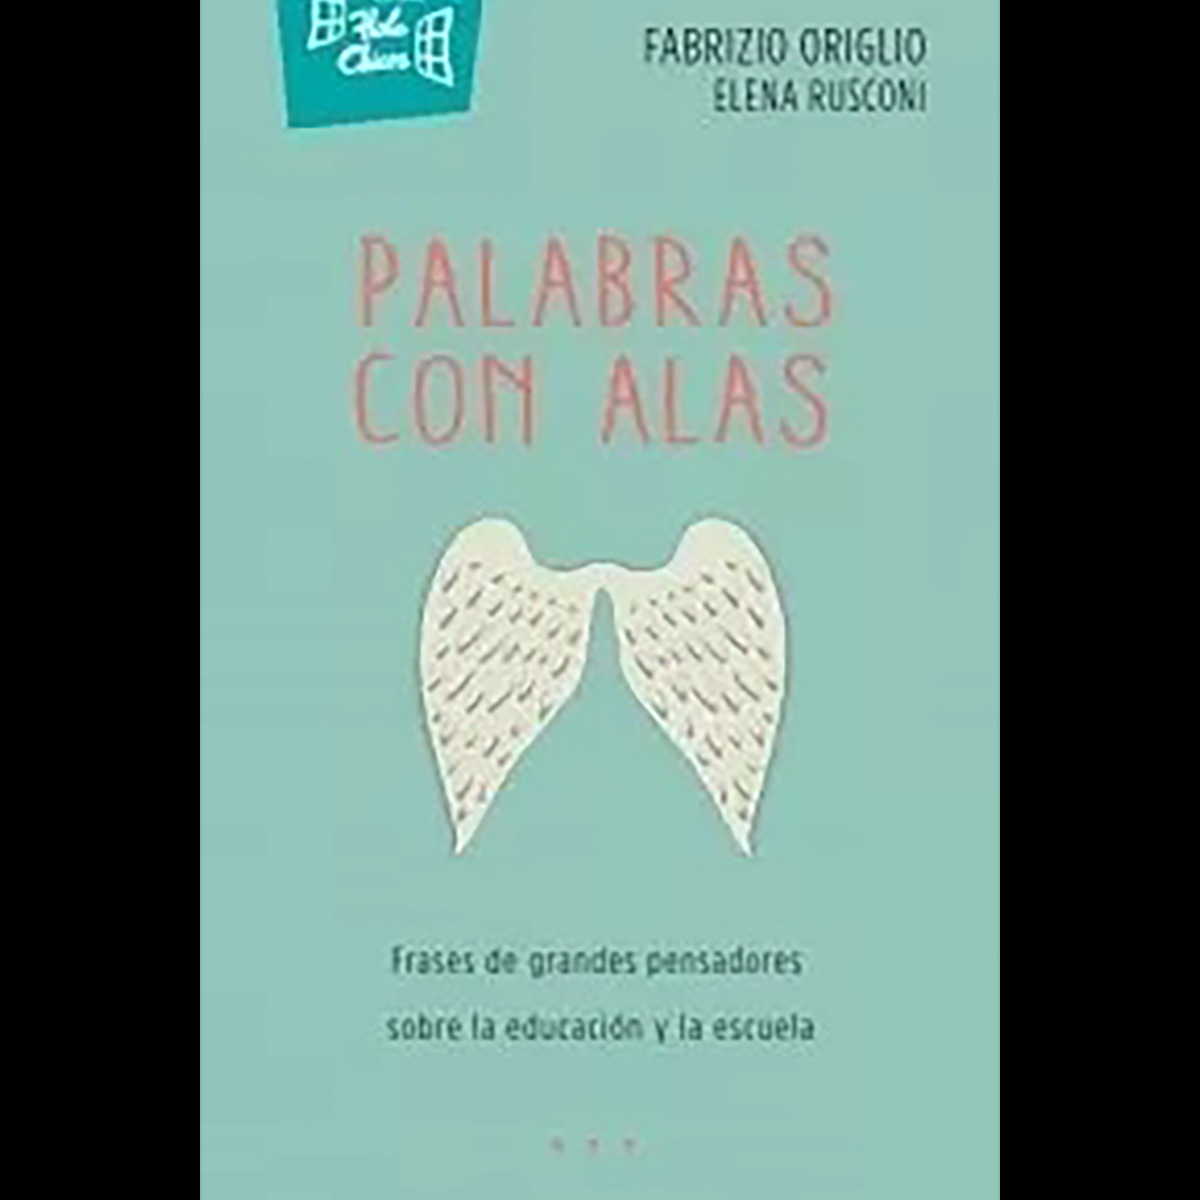 FABRIZIO ORIGLIO
ELENA RUSCONI
PALABRAS
CON ALAS
Frases de grandes pensadores
sobre la educación y la escuela